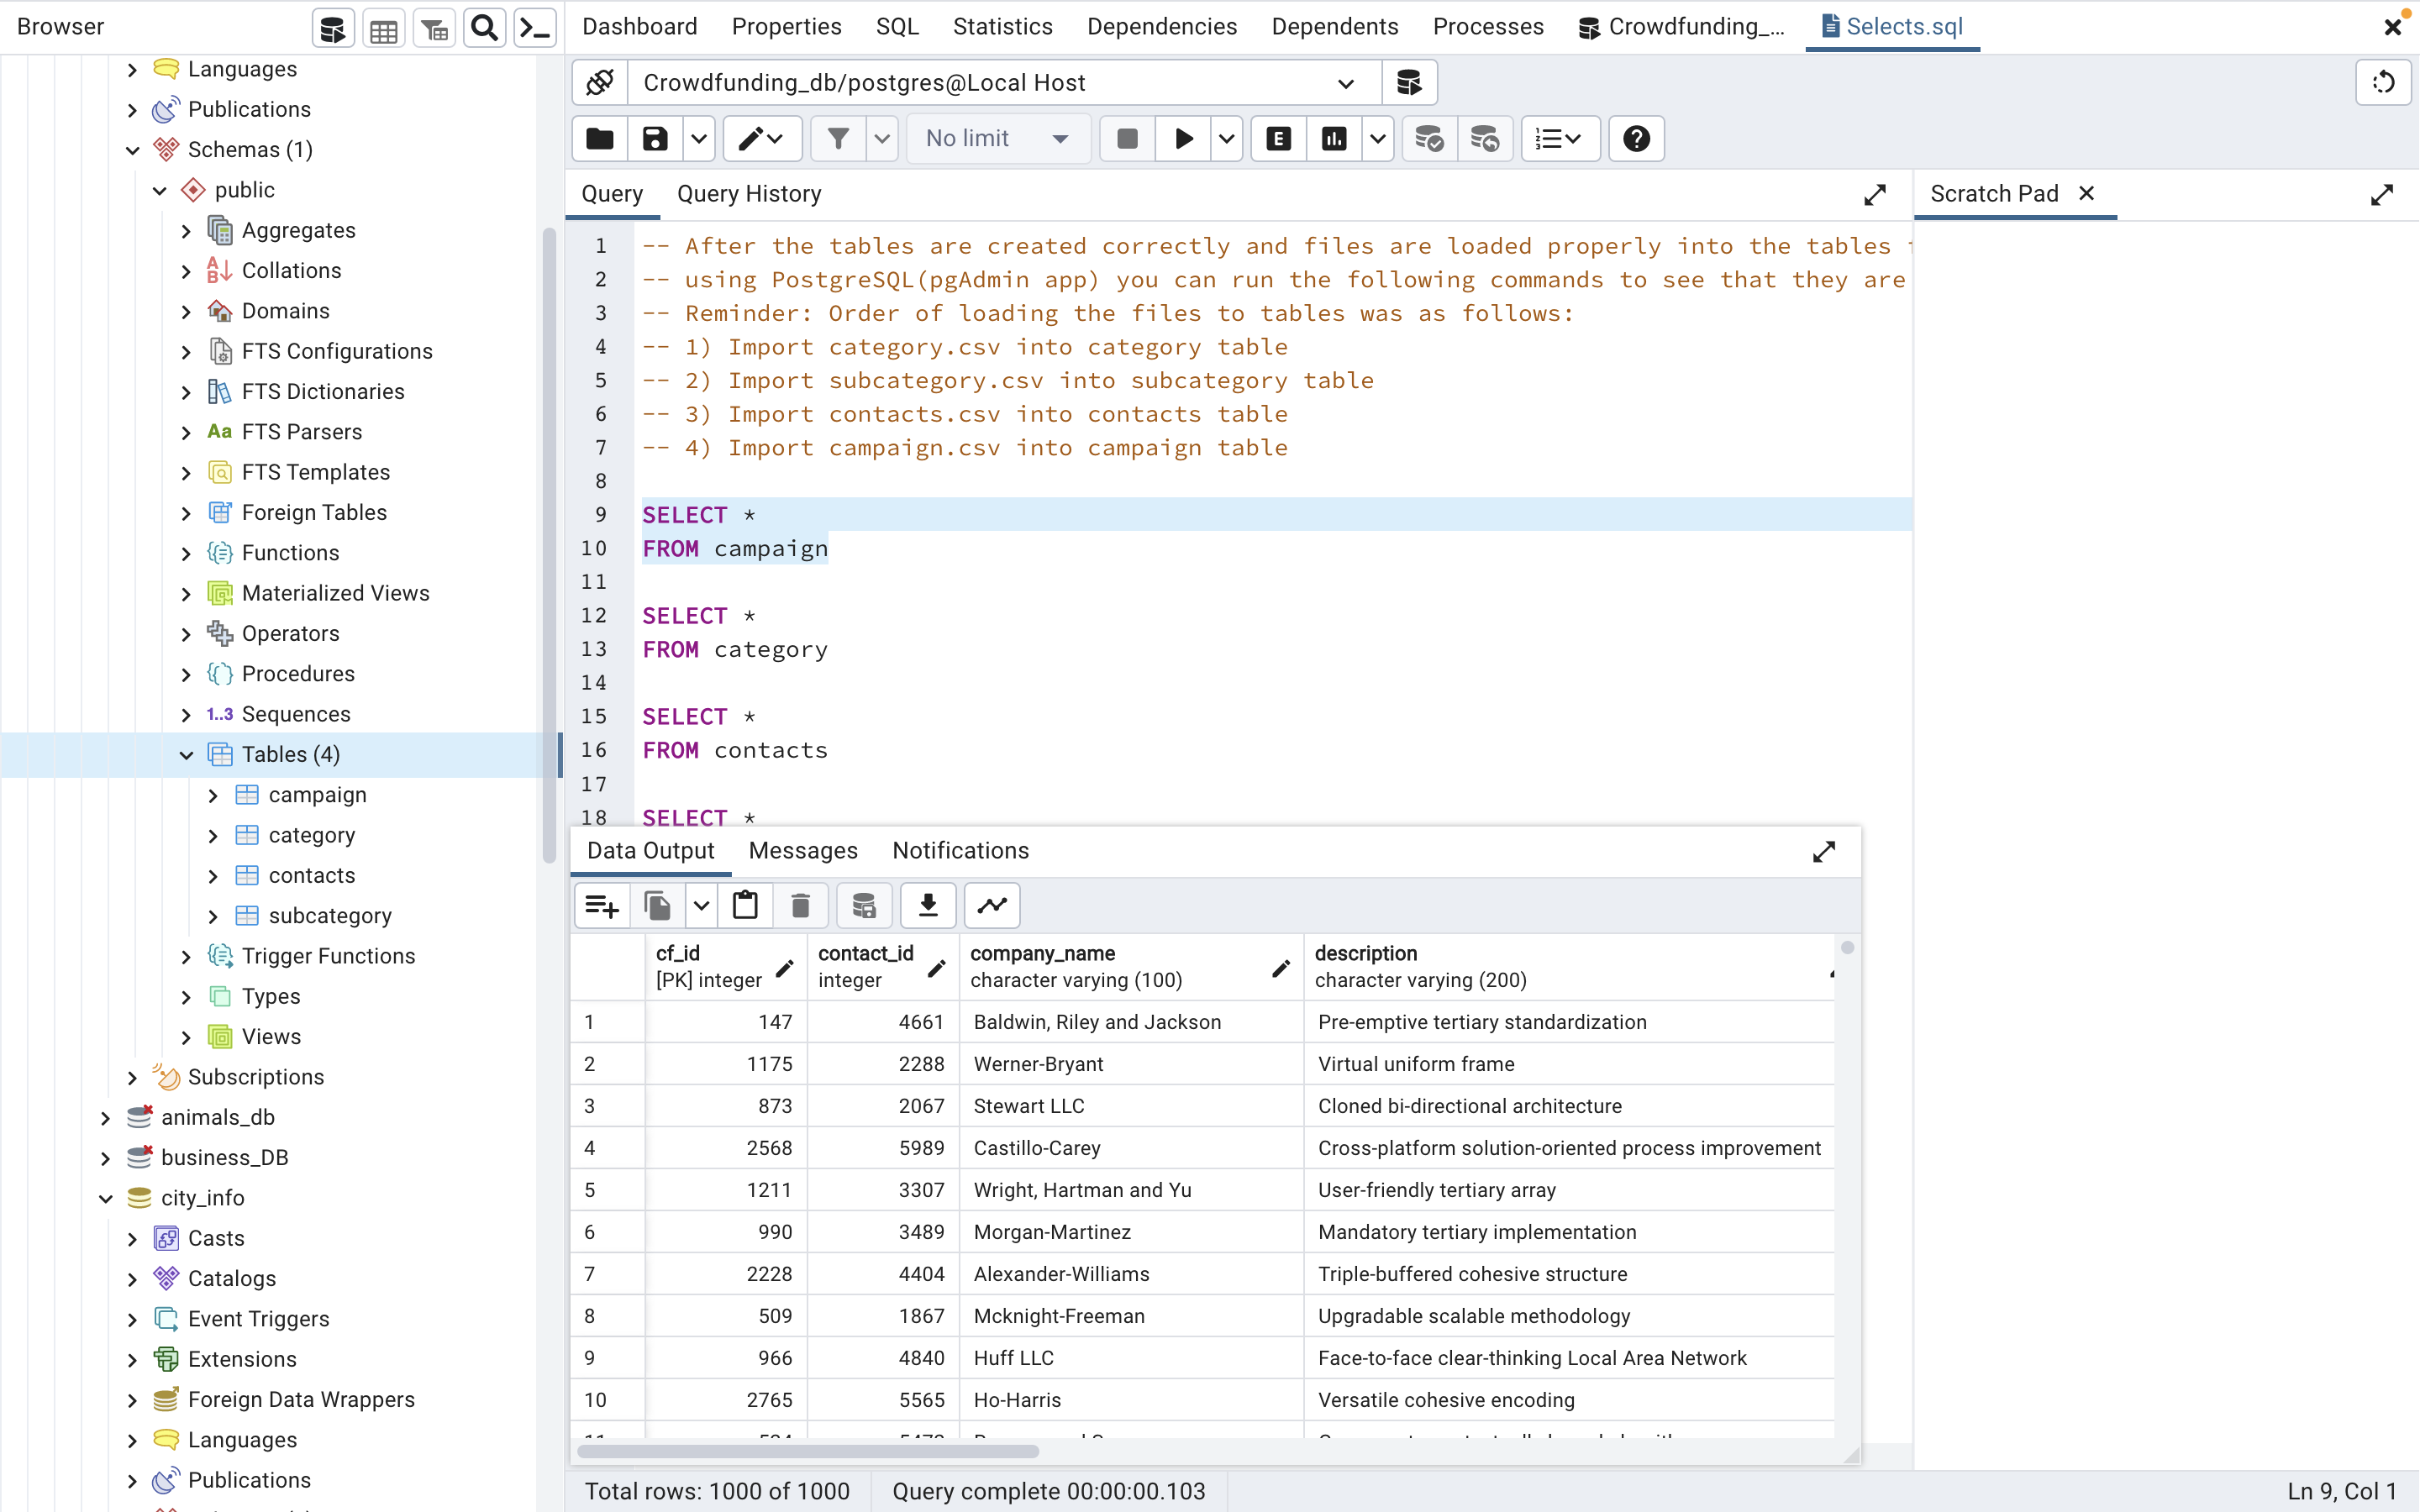 Browser
Dashboard Properties SQL Statistics Dependencies Dependents Processes Crowdfunding_... Selects.sql
Crowdfunding_db/postgres@Local Host
No limit
Languages
Publications
Schemas (1)
public
Aggregates
Collations
Domains
FTS Configurations
FTS Dictionaries
Aa FTS Parsers
FTS Templates
Foreign Tables
Functions
Materialized Views
Operators
Procedures
1..3 Sequences
Tables (4)
campaign
category
contacts
subcategory
Trigger Functions
Types
Views
Subscriptions
animals_db
business_DB
city_info
Casts
Catalogs
Event Triggers
Extensions
Foreign Data Wrappers
Languages
Publications
Query Query History
Scratch Pad
1 -- After the tables are created correctly and files are loaded properly into the tables
2 -- using PostgreSQL(pgAdmin app) you can run the following commands to see that they are
3 -- Reminder: Order of loading the files to tables was as follows:
4 -- 1) Import category.csv into category table
5 -- 2) Import subcategory.csv into subcategory table
6 -- 3) Import contacts.csv into contacts table
7 -- 4) Import campaign.csv into campaign table
8
9 SELECT *
10 FROM campaign
11
12 SELECT *
13 FROM category
14
15 SELECT *
16 FROM contacts
17
18 SELECT *
Data Output Messages Notifications
cf_id contact_id company_name description
[PK] integer integer character varying (100) character varying (200)
1 147 4661 Baldwin, Riley and Jackson Pre-emptive tertiary standardization
2 1175 2288 Werner-Bryant Virtual uniform frame
3 873 2067 Stewart LLC Cloned bi-directional architecture
4 2568 5989 Castillo-Carey Cross-platform solution-oriented process improvement
5 1211 3307 Wright, Hartman and Yu User-friendly tertiary array
6 990 3489 Morgan-Martinez Mandatory tertiary implementation
7 2228 4404 Alexander-Williams Triple-buffered cohesive structure
8 509 1867 Mcknight-Freeman Upgradable scalable methodology
9 966 4840 Huff LLC Face-to-face clear-thinking Local Area Network
10 2765 5565 Ho-Harris Versatile cohesive encoding
Total rows: 1000 of 1000 Query complete 00:00:00.103 Ln 9, Col 1